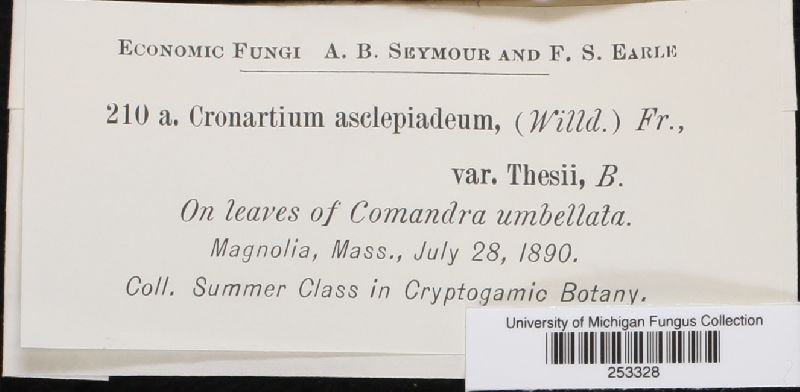 Economic Fungi A. B. Seymour and F. S. Earle
210 a. Cronartium asclepiadeum, (Willd.) Fr.,
var. Thesii, B.
On leaves of Comandra umbellata.
Magnolia, Mass., July 28, 1890.
Coll. Summer Class in Cryptogamic Botany.
University of Michigan Fungus Collection
253328